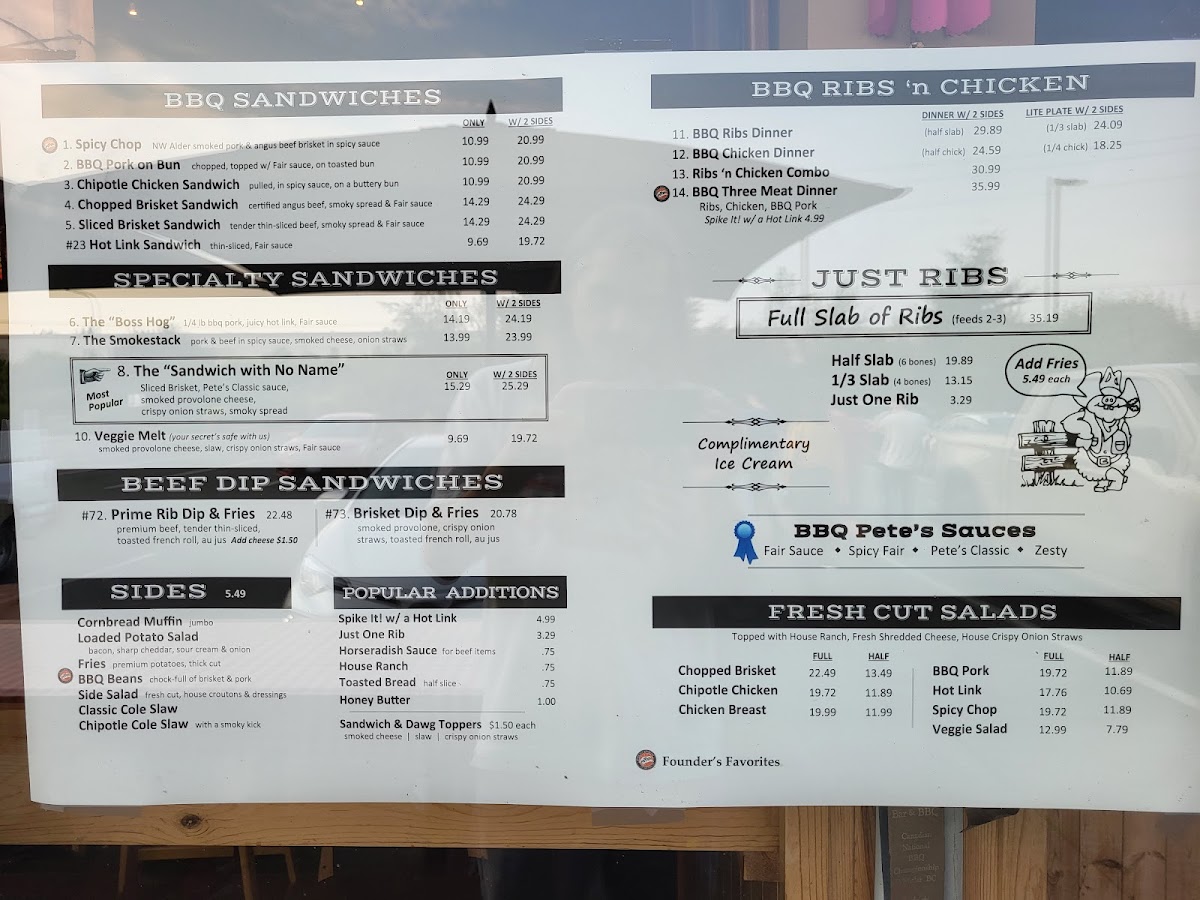 BBQ SANDWICHES
ONLY W/ 2 SIDES
1. Spicy Chop NW Alder smoked pork & angus beef brisket in spicy sauce 10.99 20.99
2. BBQ Pork on Bun chopped, topped w/ Fair sauce, on toasted bun 10.99 20.99
3. Chipotle Chicken Sandwich pulled, in spicy sauce, on a buttery bun 10.99 20.99
4. Chopped Brisket Sandwich certified angus beef, smoky spread & Fair sauce 14.29 24.29
5. Sliced Brisket Sandwich tender thin-sliced beef, smoky spread & Fair sauce 14.29 24.29
#23 Hot Link Sandwich thin-sliced, Fair sauce 9.69 19.72
SPECIALTY SANDWICHES
ONLY W/ 2 SIDES
6. The "Boss Hog" 1/4 lb bbq pork, juicy hot link, Fair sauce 14.19 24.19
7. The Smokestack pork & beef in spicy sauce, smoked cheese, onion straws 13.99 23.99
Most Popular
8. The "Sandwich with No Name" ONLY W/ 2 SIDES
Sliced Brisket, Pete's Classic sauce, 15.29 25.29
smoked provolone cheese,
crispy onion straws, smoky spread
10. Veggie Melt (your secret's safe with us) 9.69 19.72
smoked provolone cheese, slaw, crispy onion straws, Fair sauce
BEEF DIP SANDWICHES
#72. Prime Rib Dip & Fries 22.48
premium beef, tender thin-sliced,
toasted french roll, au jus Add cheese $1.50
#73. Brisket Dip & Fries 20.78
smoked provolone, crispy onion
straws, toasted french roll, au jus
SIDES 5.49
Cornbread Muffin jumbo
Loaded Potato Salad
bacon, sharp cheddar, sour cream & onion
Fries premium potatoes, thick cut
BBQ Beans chock-full of brisket & pork
Side Salad fresh cut, house croutons & dressings
Classic Cole Slaw
Chipotle Cole Slaw with a smoky kick
POPULAR ADDITIONS
Spike It! w/ a Hot Link 4.99
Just One Rib 3.29
Horseradish Sauce for beef items .75
House Ranch .75
Toasted Bread half slice .75
Honey Butter 1.00
Sandwich & Dawg Toppers $1.50 each
smoked cheese | slaw | crispy onion straws
BBQ RIBS 'n CHICKEN
DINNER W/ 2 SIDES LITE PLATE W/ 2 SIDES
11. BBQ Ribs Dinner (half slab) 29.89 (1/3 slab) 24.09
12. BBQ Chicken Dinner (half chick) 24.59 (1/4 chick) 18.25
13. Ribs 'n Chicken Combo 30.99
14. BBQ Three Meat Dinner 35.99
Ribs, Chicken, BBQ Pork
Spike It! w/ a Hot Link 4.99
JUST RIBS
Full Slab of Ribs (feeds 2-3) 35.19
Half Slab (6 bones) 19.89
1/3 Slab (4 bones) 13.15
Just One Rib 3.29
Add Fries
5.49 each
Complimentary
Ice Cream
BBQ Pete's Sauces
Fair Sauce ◆ Spicy Fair ◆ Pete's Classic ◆ Zesty
FRESH CUT SALADS
Topped with House Ranch, Fresh Shredded Cheese, House Crispy Onion Straws
FULL HALF
Chopped Brisket 22.49 13.49
Chipotle Chicken 19.72 11.89
Chicken Breast 19.99 11.99
FULL HALF
BBQ Pork 19.72 11.89
Hot Link 17.76 10.69
Spicy Chop 19.72 11.89
Veggie Salad 12.99 7.79
Founder's Favorites